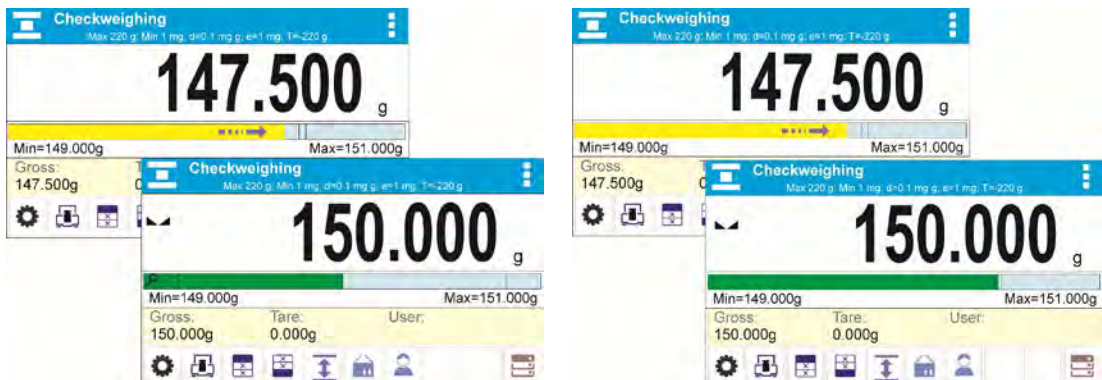 Checkweighing
Max 220 g: Min 1 mg: d=0.1 mg g; e=1 mg: T=-220 g
147.500 g
Min=149.000g Max=151.000g
Gross:
147.500g
Checkweighing
Max 220 g: Min 1 mg: d=0.1 mg g; e=1 mg: T=-220 g
150.000 g
Min=149.000g Max=151.000g
Gross: Tare: User:
150.000g 0.000g
Checkweighing
Max 220 g: Min 1 mg: d=0.1 mg g; e=1 mg: T=-220 g
147.500 g
Min=149.000g Max=151.000g
Gross:
147.500g
Checkweighing
Max 220 g: Min 1 mg: d=0.1 mg g; e=1 mg: T=-220 g
150.000 g
Min=149.000g Max=151.000g
Gross: Tare: User:
150.000g 0.000g